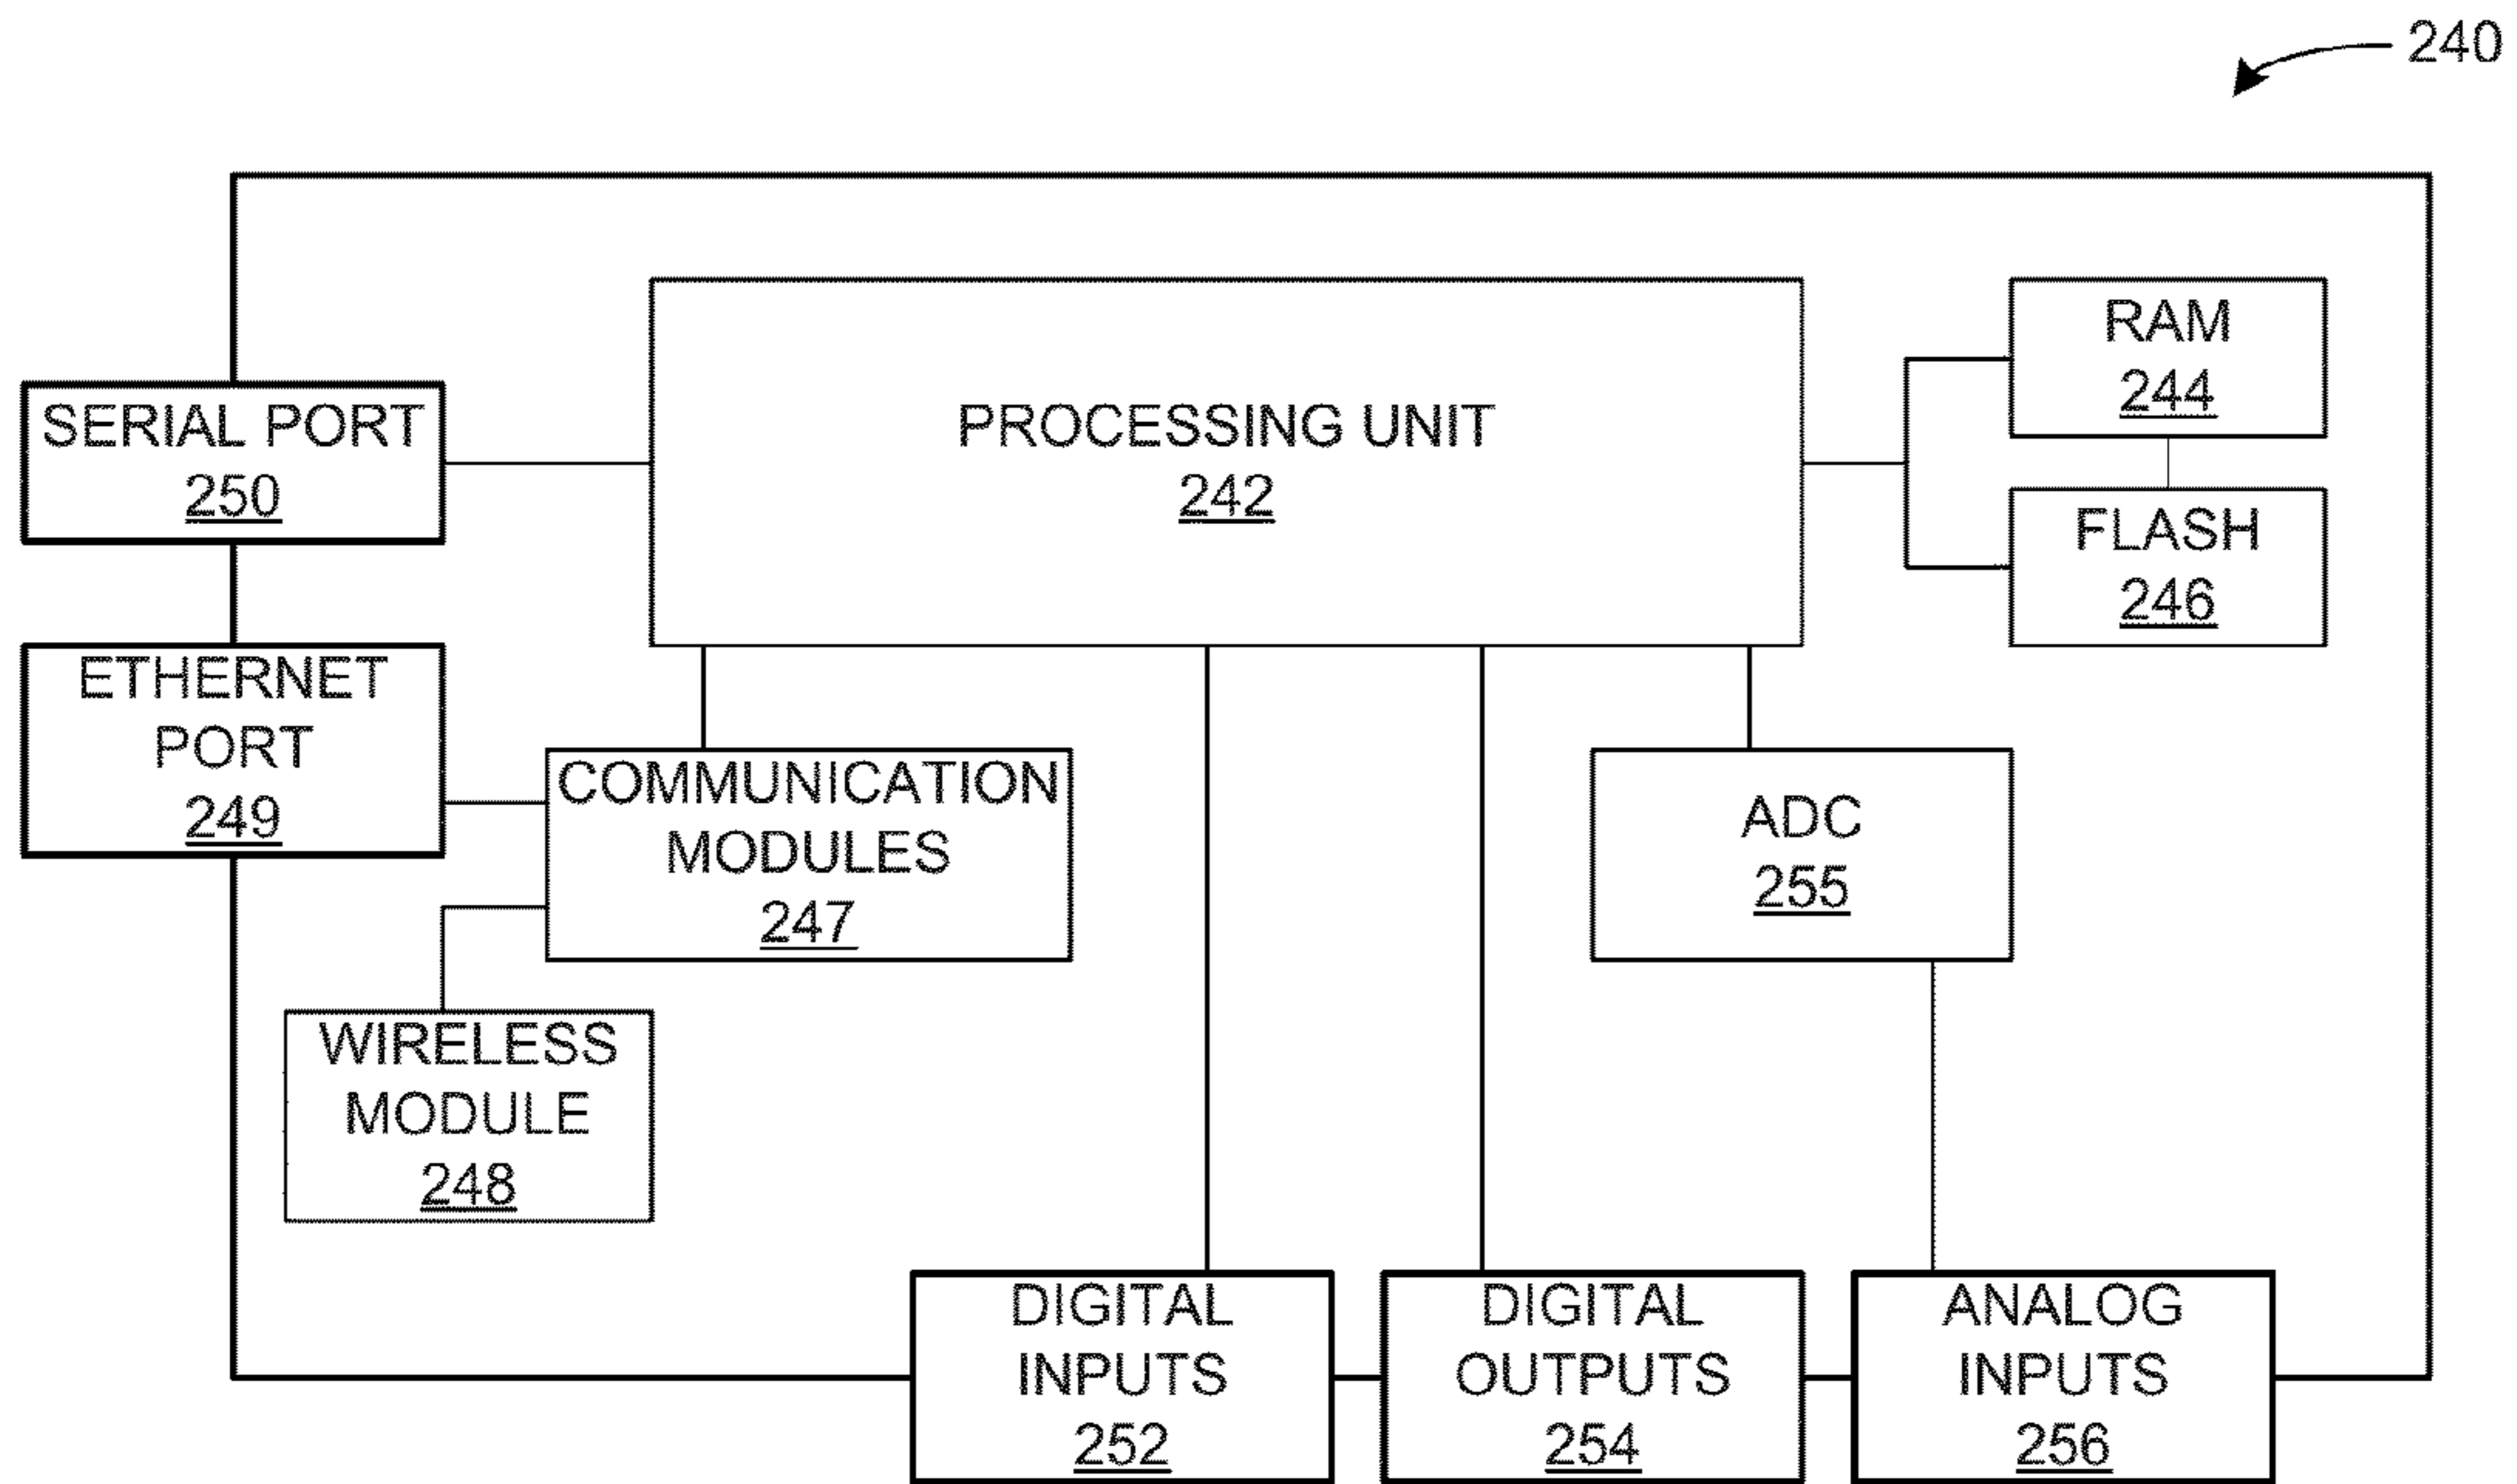 240
RAM
244
SERIAL PORT
250
PROCESSING UNIT
242
FLASH
246
ETHERNET
PORT
249
COMMUNICATION
MODULES
247
ADC
255
WIRELESS
MODULE
248
DIGITAL
INPUTS
252
DIGITAL
OUTPUTS
254
ANALOG
INPUTS
256